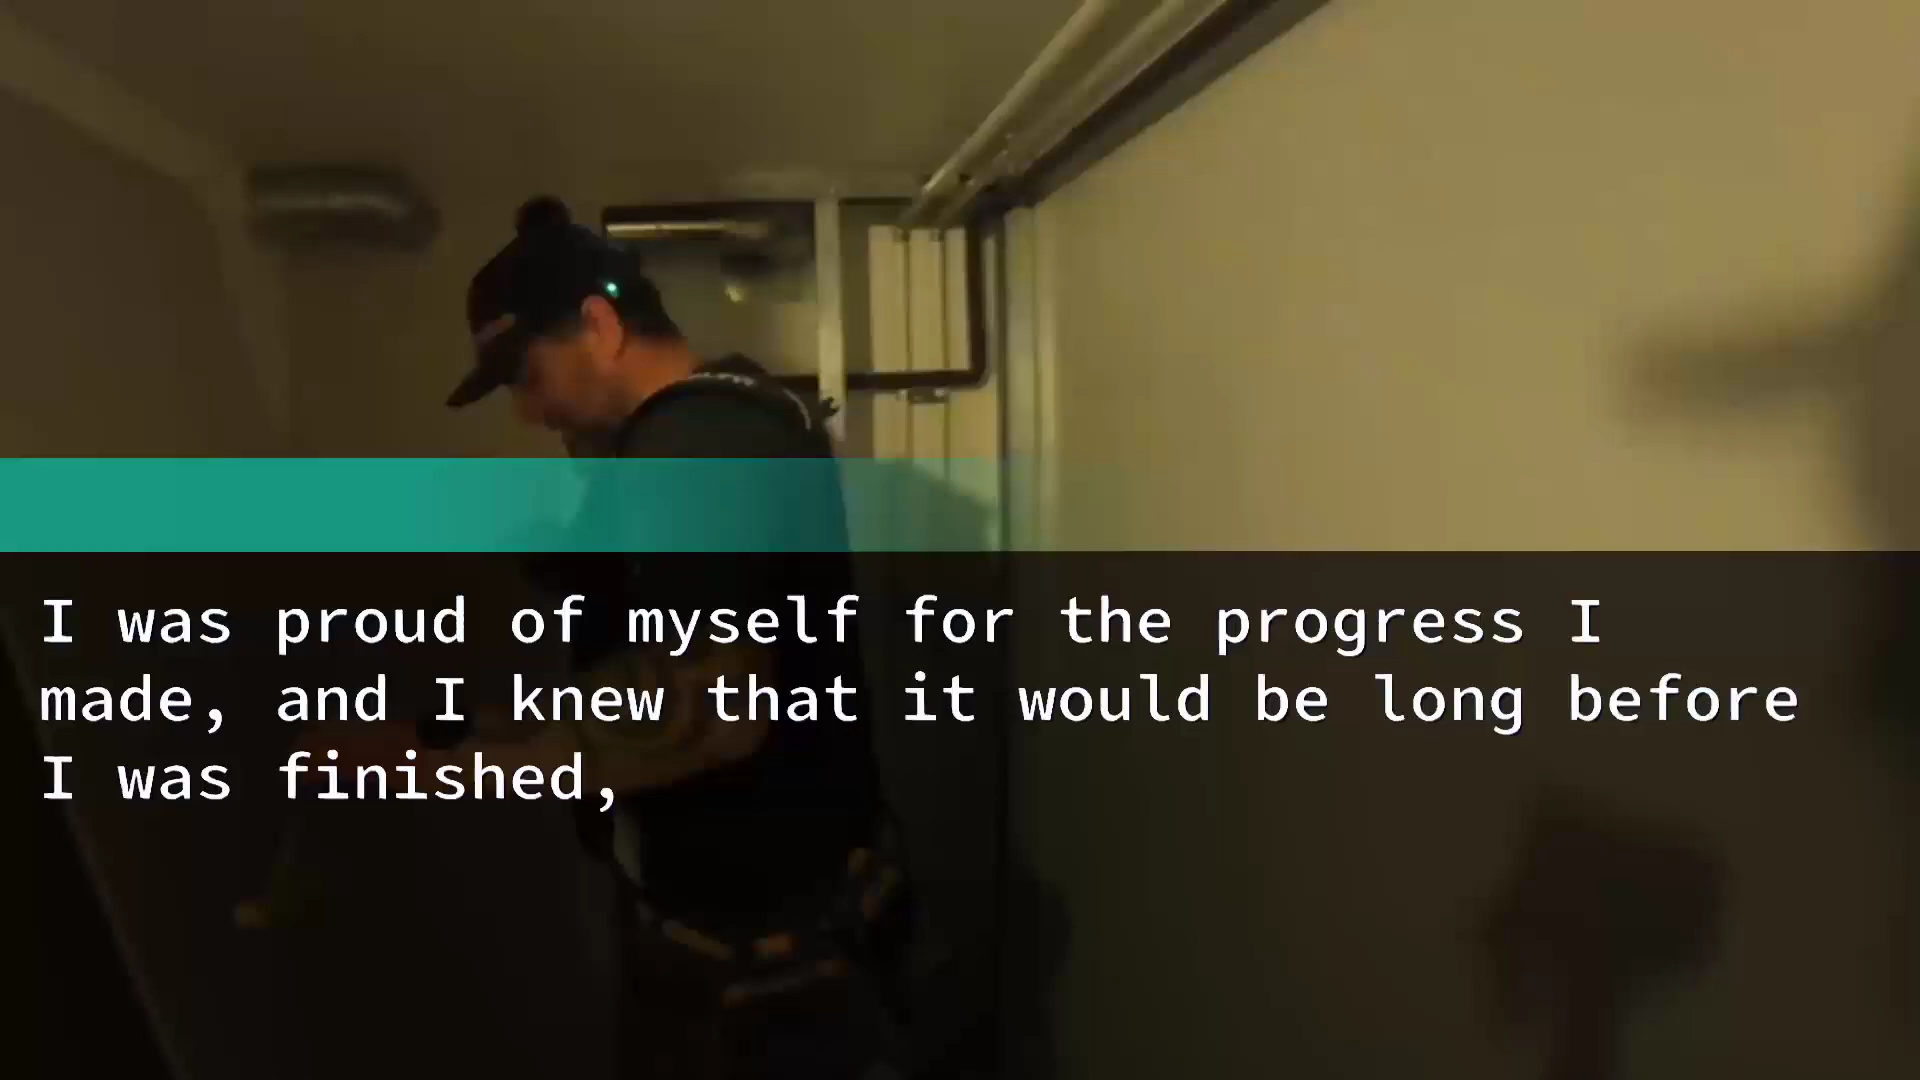 I was proud of myself for the progress I
made, and I knew that it would be long before
I was finished,